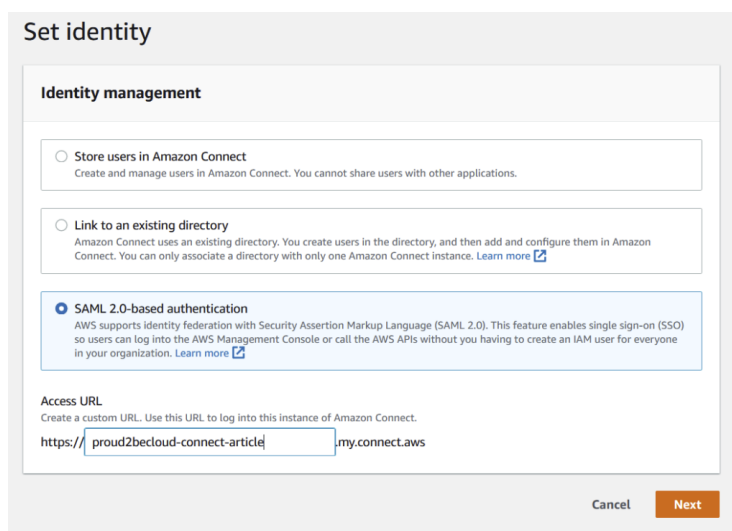 Set identity
Identity management
Store users in Amazon Connect
Create and manage users in Amazon Connect. You cannot share users with other applications.
Link to an existing directory
Amazon Connect uses an existing directory. You create users in the directory, and then add and configure them in Amazon
Connect. You can only associate a directory with only one Amazon Connect instance. Learn more
SAML 2.0-based authentication
AWS supports identity federation with Security Assertion Markup Language (SAML 2.0). This feature enables single sign-on (SSO)
so users can log into the AWS Management Console or call the AWS APIs without you having to create an IAM user for everyone
in your organization. Learn more
Access URL
Create a custom URL. Use this URL to log into this instance of Amazon Connect.
https:// proud2becloud-connect-article .my.connect.aws
Cancel Next